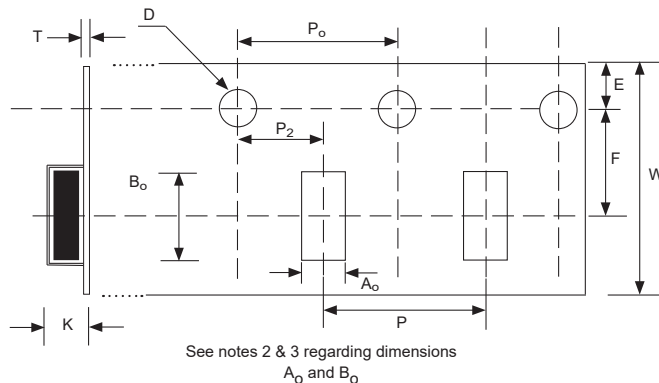 D
T
Pₒ
E
P₂
F
W
Bₒ
Aₒ
K
P
See notes 2 & 3 regarding dimensions
Aₒ and Bₒ